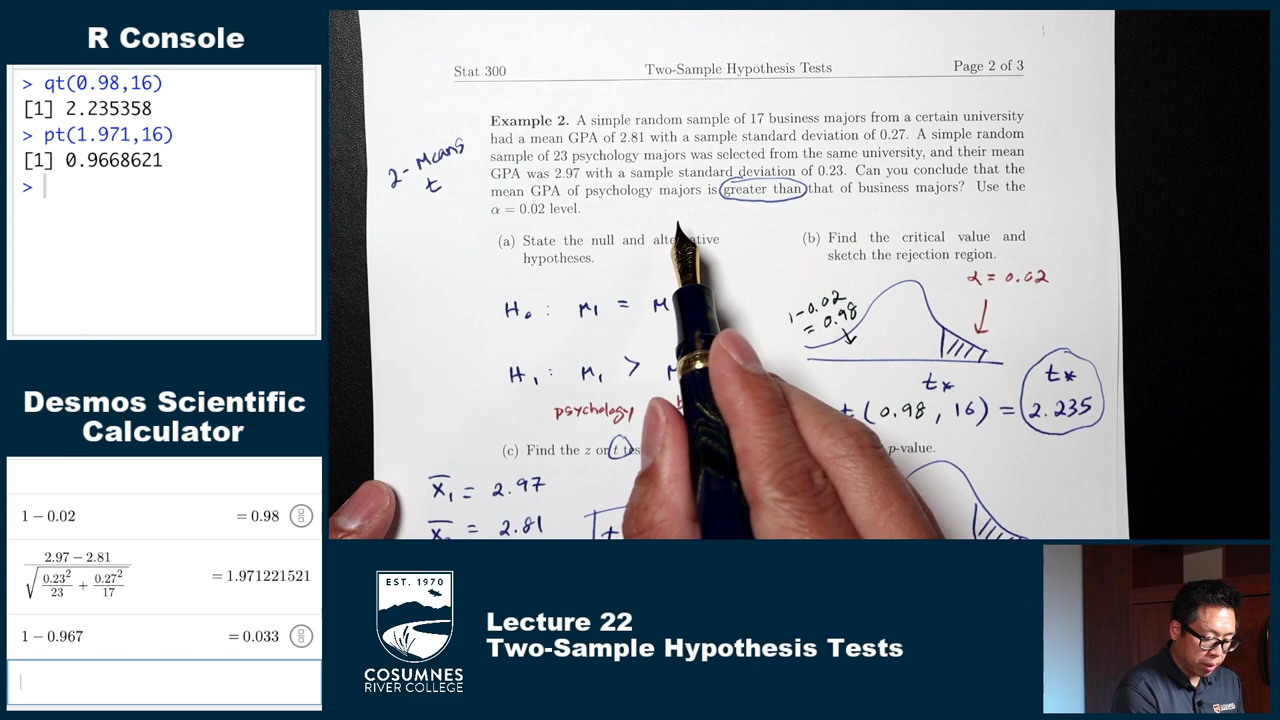 R Console
> qt(0.98,16)
[1] 2.235358
> pt(1.971,16)
[1] 0.9668621
>
Desmos Scientific
Calculator
1 − 0.02 = 0.98
2.97 − 2.81
0.23² / 23 + 0.27² / 17 = 1.971221521
1 − 0.967 = 0.033
Stat 300 Two-Sample Hypothesis Tests Page 2 of 3
2-Means
t
Example 2. A simple random sample of 17 business majors from a certain university
had a mean GPA of 2.81 with a sample standard deviation of 0.27. A simple random
sample of 23 psychology majors was selected from the same university, and their mean
GPA was 2.97 with a sample standard deviation of 0.23. Can you conclude that the
mean GPA of psychology majors is greater than that of business majors? Use the
α = 0.02 level.
(a) State the null and alternative
hypotheses.
H₀ : μ₁ = μ
H₁ : μ₁ >
psychology
(b) Find the critical value and
sketch the rejection region.
α = 0.02
1-0.02
= 0.98
t*
t(0.98, 16) = 2.235
t*
(c) Find the z or t tes
p-value.
x̄₁ = 2.97
x̄₂ = 2.81
EST. 1970
COSUMNES
RIVER COLLEGE
Lecture 22
Two-Sample Hypothesis Tests